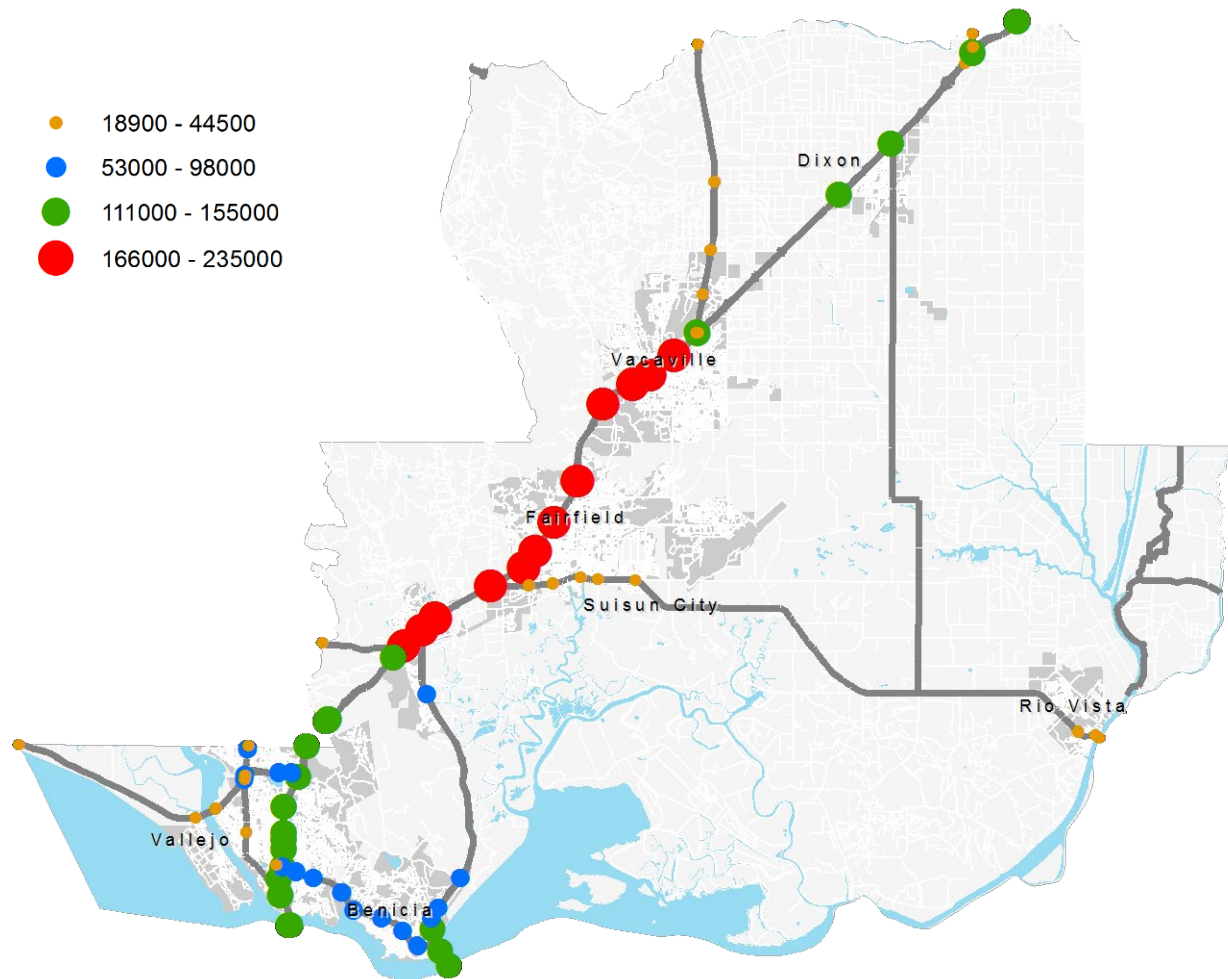 18900 - 44500
53000 - 98000
111000 - 155000
166000 - 235000
Dixon
Vacaville
Fairfield
Suisun City
Rio Vista
Vallejo
Benicia